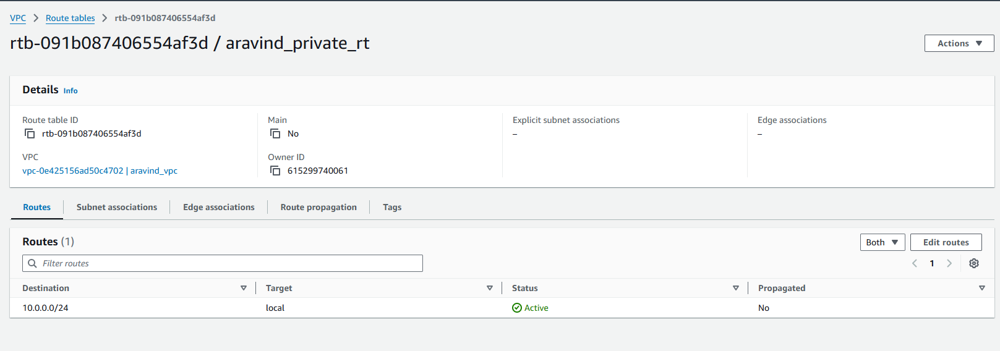 VPC > Route tables > rtb-091b087406554af3d
rtb-091b087406554af3d / aravind_private_rt
Actions
Details Info
Route table ID
rtb-091b087406554af3d
Main
No
Explicit subnet associations
–
Edge associations
–
VPC
vpc-0e425156ad50c4702 | aravind_vpc
Owner ID
615299740061
Routes
Subnet associations
Edge associations
Route propagation
Tags
Routes (1)
Both
Edit routes
Filter routes
1
Destination Target Status Propagated
10.0.0.0/24 local Active No